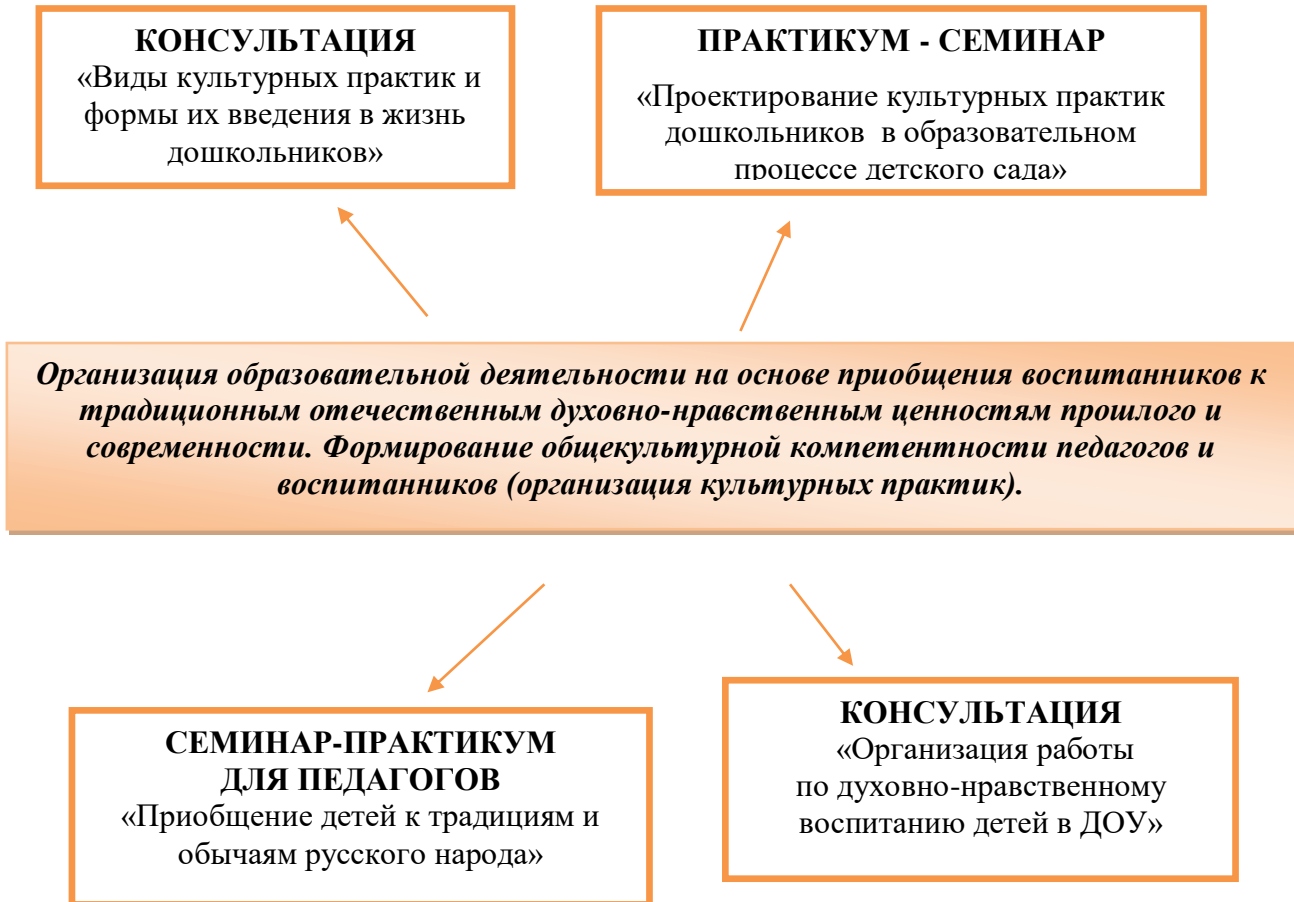 КОНСУЛЬТАЦИЯ
«Виды культурных практик и
формы их введения в жизнь
дошкольников»
ПРАКТИКУМ - СЕМИНАР
«Проектирование культурных практик
дошкольников в образовательном
процессе детского сада»
Организация образовательной деятельности на основе приобщения воспитанников к
традиционным отечественным духовно-нравственным ценностям прошлого и
современности. Формирование общекультурной компетентности педагогов и
воспитанников (организация культурных практик).
СЕМИНАР-ПРАКТИКУМ
ДЛЯ ПЕДАГОГОВ
«Приобщение детей к традициям и
обычаям русского народа»
КОНСУЛЬТАЦИЯ
«Организация работы
по духовно-нравственному
воспитанию детей в ДОУ»